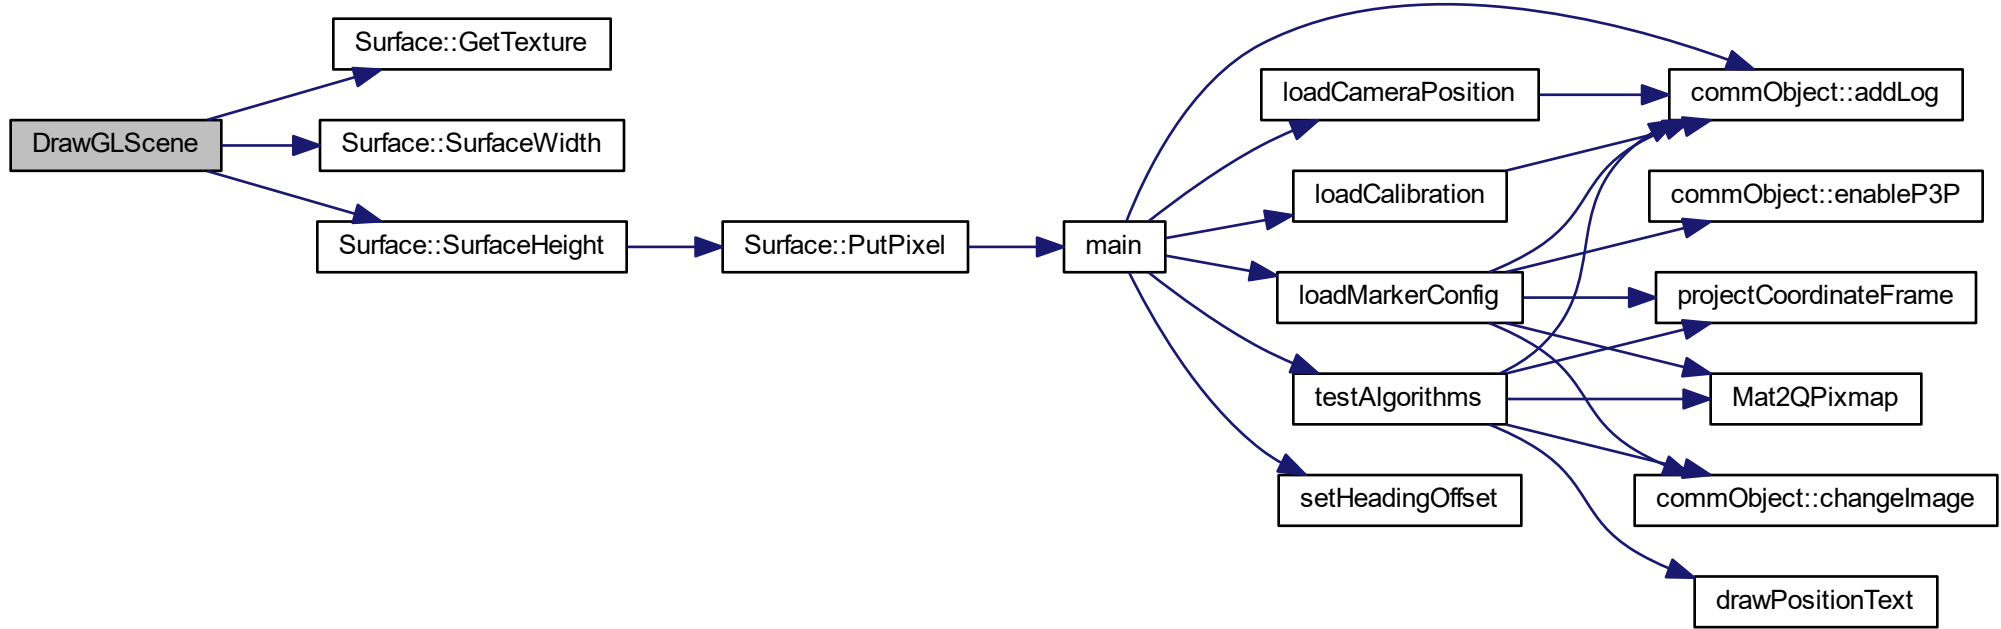 DrawGLScene
Surface::GetTexture
Surface::SurfaceWidth
Surface::SurfaceHeight
Surface::PutPixel
main
loadCameraPosition
loadCalibration
loadMarkerConfig
testAlgorithms
setHeadingOffset
commObject::addLog
commObject::enableP3P
projectCoordinateFrame
Mat2QPixmap
commObject::changeImage
drawPositionText